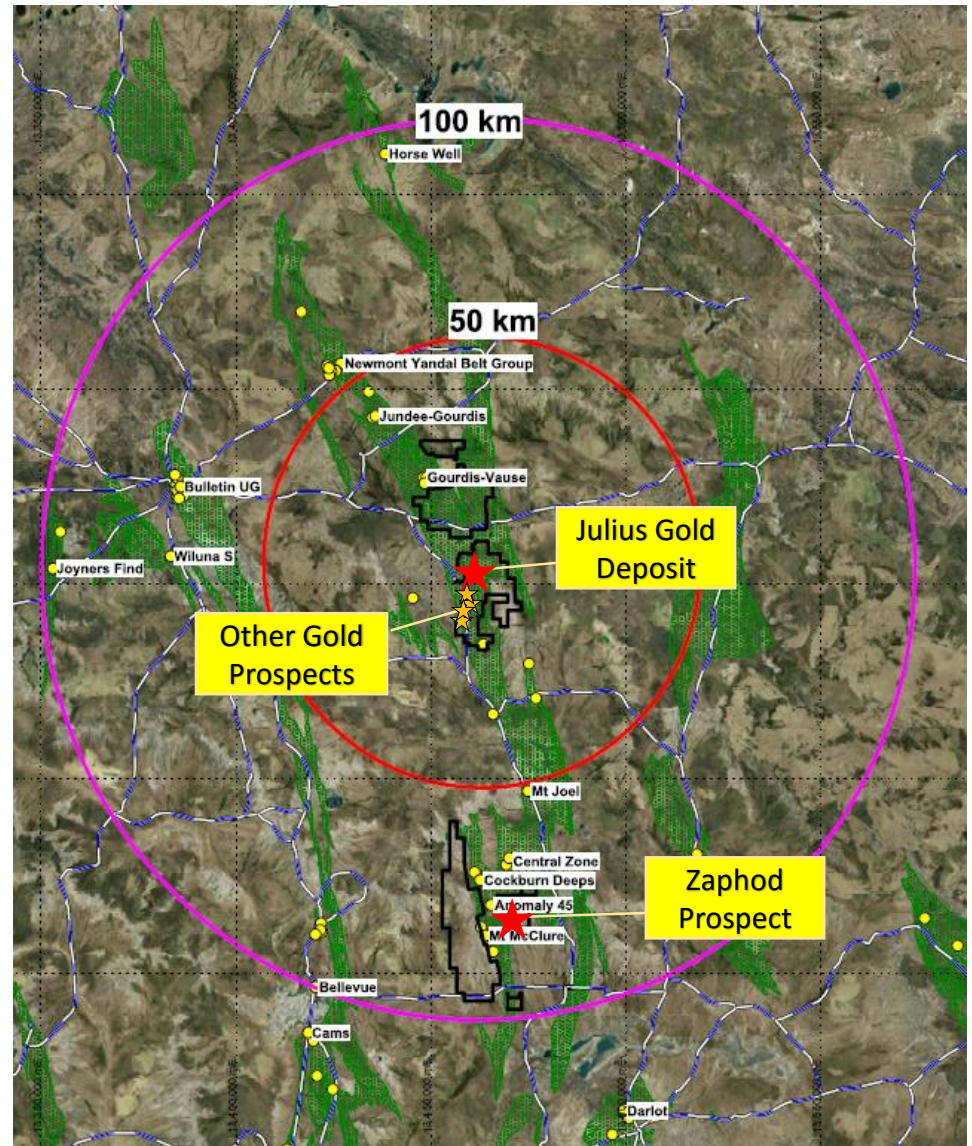 100 km
Horse Well
50 km
Newmont Yandal Belt Group
Jundee-Gourdis
Gourdis-Vause
Bulletin UG
Julius Gold
Deposit
Wiluna S
Joyners Find
Other Gold
Prospects
Mt Joel
Central Zone
Cockburn Deeps
Zaphod
Prospect
Anomaly 45
Mt McClure
Bellevue
Cams
Darlot